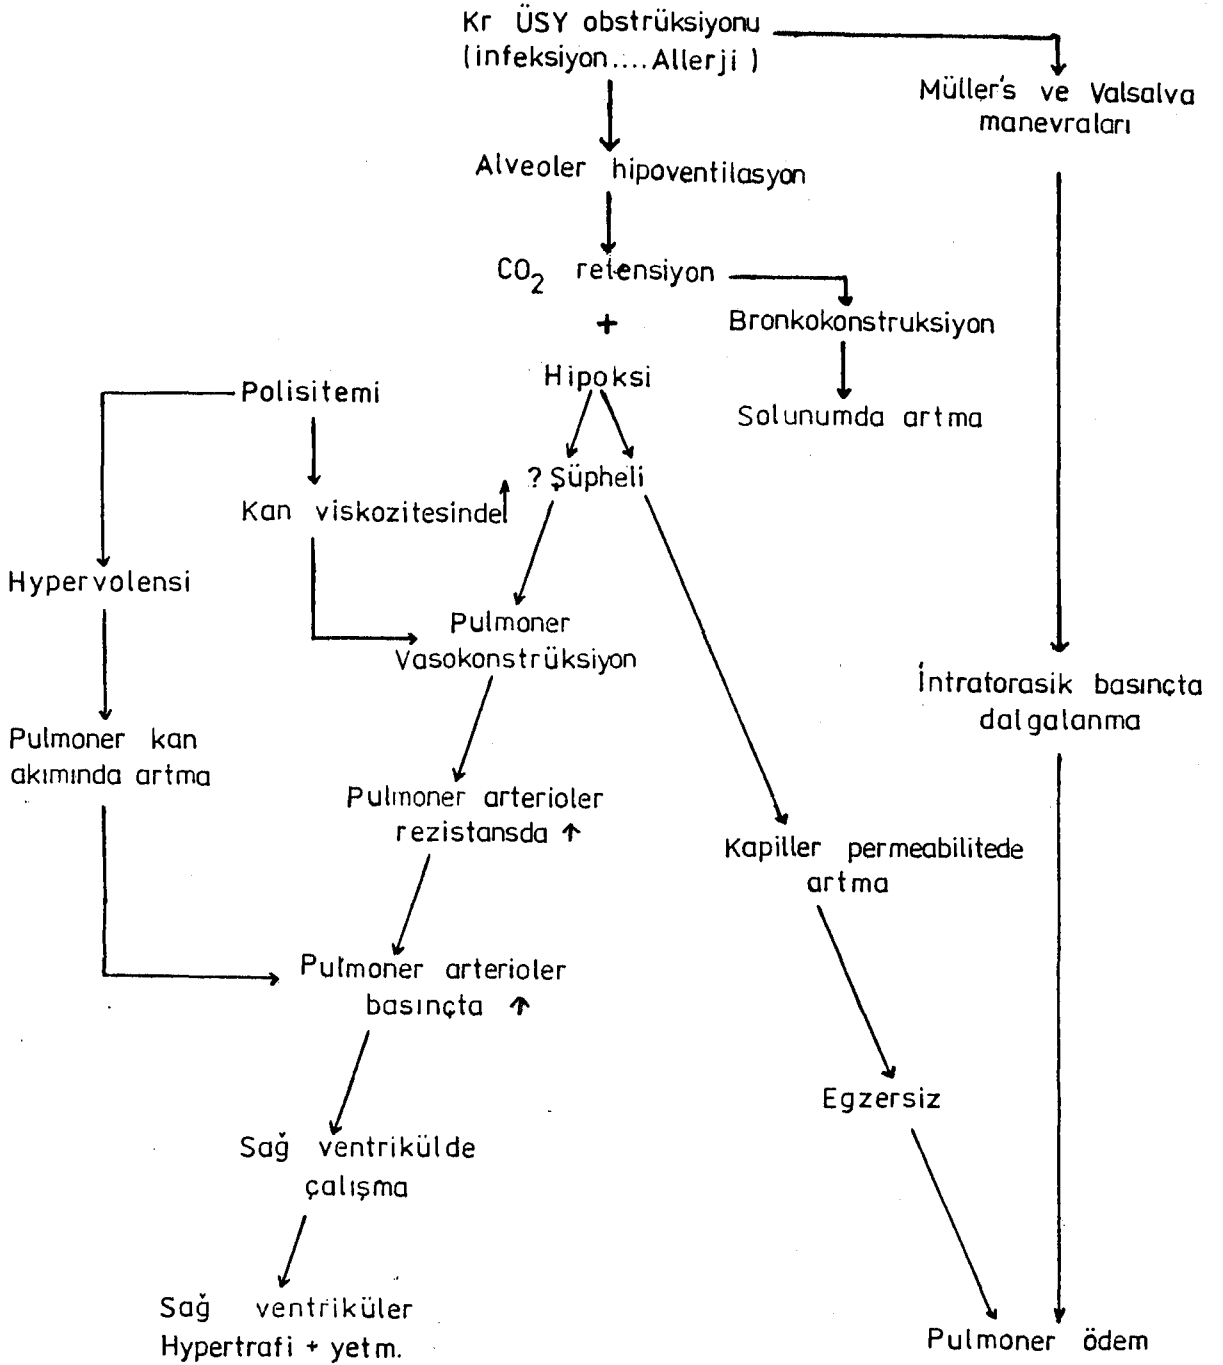 Kr ÜSY obstrüksiyonu
(infeksiyon....Allerji)
Müller's ve Valsalva
manevraları
Alveoler hipoventilasyon
CO₂ retensiyon
+
Bronkokonstruksiyon
Hipoksi
Polisitemi
Solunumda artma
? Şüpheli
Kan viskozitesinde ↑
Hypervolensi
Pulmoner
Vasokonstrüksiyon
İntratorasik basınçta
dalgalanma
Pulmoner kan
akımında artma
Pulmoner arterioler
rezistansda ↑
Kapiller permeabilitede
artma
Pulmoner arterioler
basınçta ↑
Egzersiz
Sağ ventrikülde
çalışma
Sağ ventriküler
Hypertrafi + yetm.
Pulmoner ödem